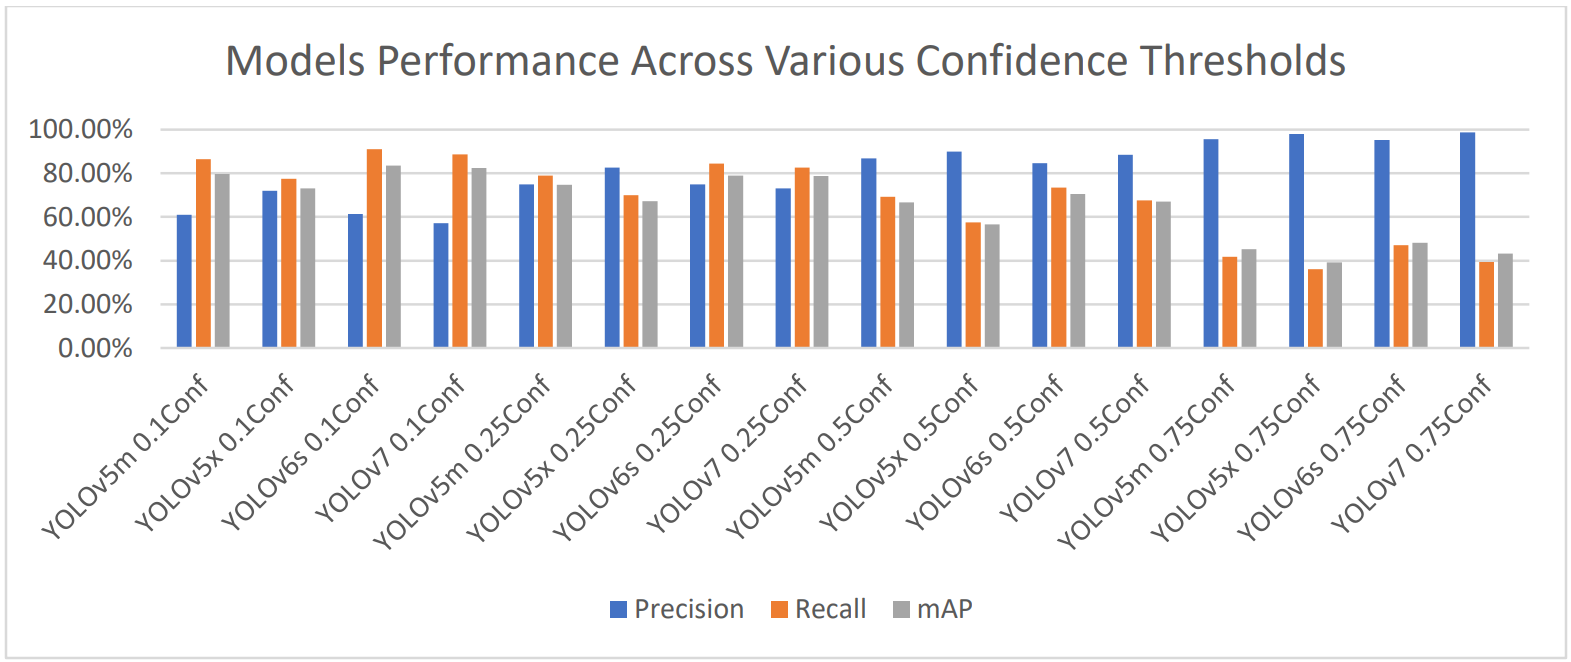 Models Performance Across Various Confidence Thresholds
100.00%
80.00%
60.00%
40.00%
20.00%
0.00%
YOLOv5m 0.1Conf
YOLOv5x 0.1Conf
YOLOv6s 0.1Conf
YOLOv7 0.1Conf
YOLOv5m 0.25Conf
YOLOv5x 0.25Conf
YOLOv6s 0.25Conf
YOLOv7 0.25Conf
YOLOv5m 0.5Conf
YOLOv5x 0.5Conf
YOLOv6s 0.5Conf
YOLOv7 0.5Conf
YOLOv5m 0.75Conf
YOLOv5x 0.75Conf
YOLOv6s 0.75Conf
YOLOv7 0.75Conf
Precision Recall mAP